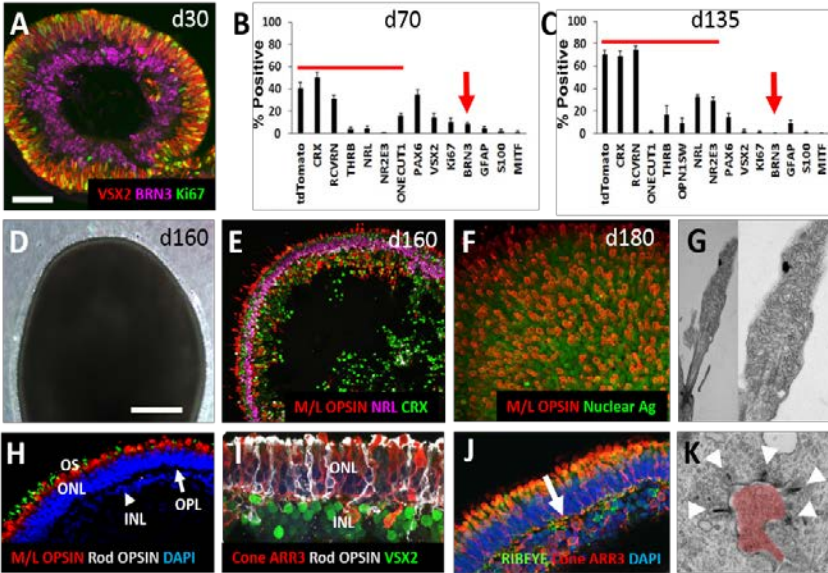 A d30
VSX2 BRN3 Ki67
B d70
% Positive
100
80
60
40
20
0
tdTomato
CRX
RCVRN
THRB
NRL
NR2E3
ONECUT1
PAX6
VSX2
KI67
BRN3
GFAP
S100
MITF
C d135
% Positive
100
80
60
40
20
0
tdTomato
CRX
RCVRN
ONECUT1
THRB
OPN1SW
NRL
NR2E3
PAX6
VSX2
KI67
BRN3
GFAP
S100
MITF
D d160
E d160
M/L OPSIN NRL CRX
F d180
M/L OPSIN Nuclear Ag
G
H
OS
ONL
INL
OPL
M/L OPSIN Rod OPSIN DAPI
I
ONL
INL
Cone ARR3 Rod OPSIN VSX2
J
RIBEYE Cone ARR3 DAPI
K